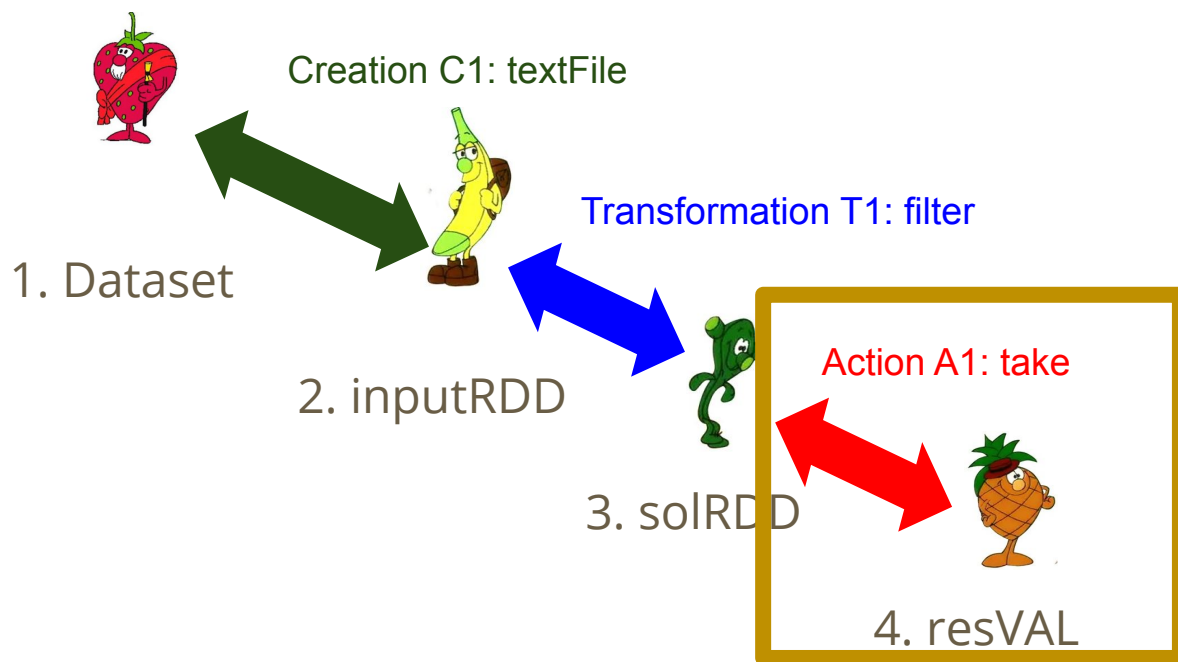 Creation C1: textFile
Transformation T1: filter
1. Dataset
Action A1: take
2. inputRDD
3. solRDD
4. resVAL